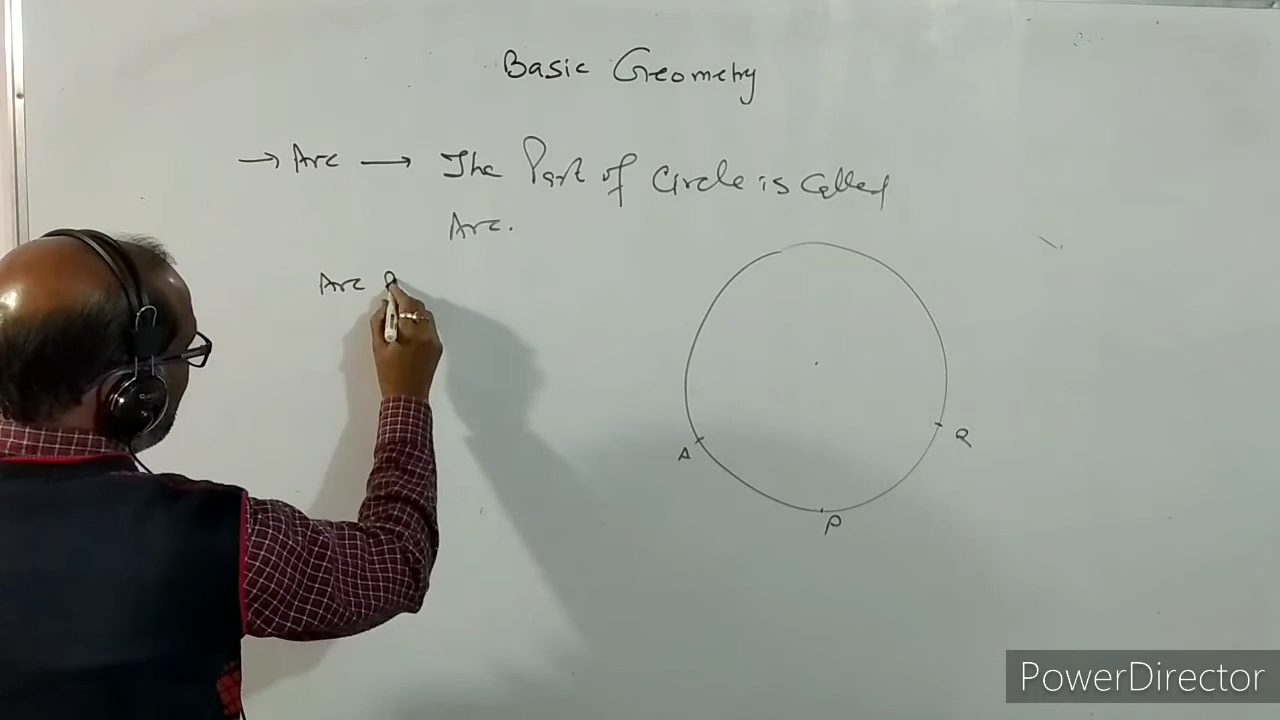 Basic Geometry
→ Arc → The Part of Circle is Called
Arc.
Arc
A
Q
P
PowerDirector